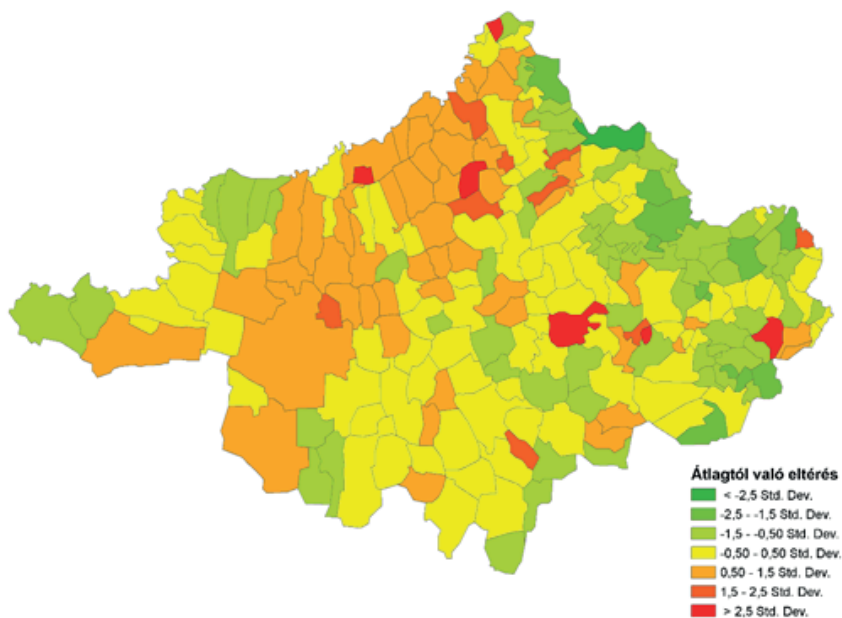 Átlagtól való eltérés
< -2,5 Std. Dev.
-2,5 - -1,5 Std. Dev.
-1,5 - -0,50 Std. Dev.
-0,50 - 0,50 Std. Dev.
0,50 - 1,5 Std. Dev.
1,5 - 2,5 Std. Dev.
> 2,5 Std. Dev.